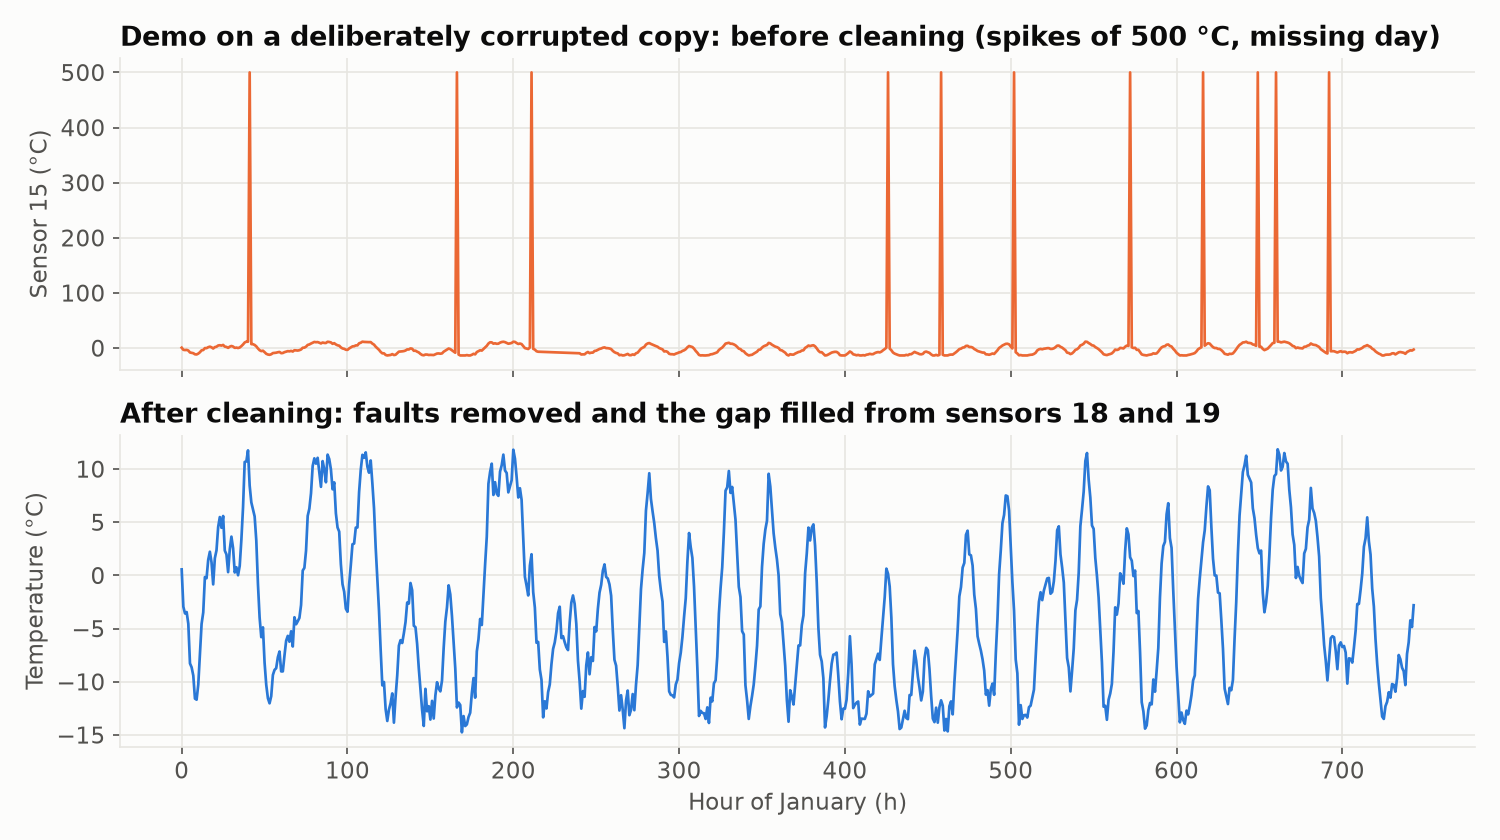 Demo on a deliberately corrupted copy: before cleaning (spikes of 500 °C, missing day)
500
400
300
200
100
0
Sensor 15 (°C)
After cleaning: faults removed and the gap filled from sensors 18 and 19
10
5
0
−5
−10
−15
Temperature (°C)
0 100 200 300 400 500 600 700
Hour of January (h)